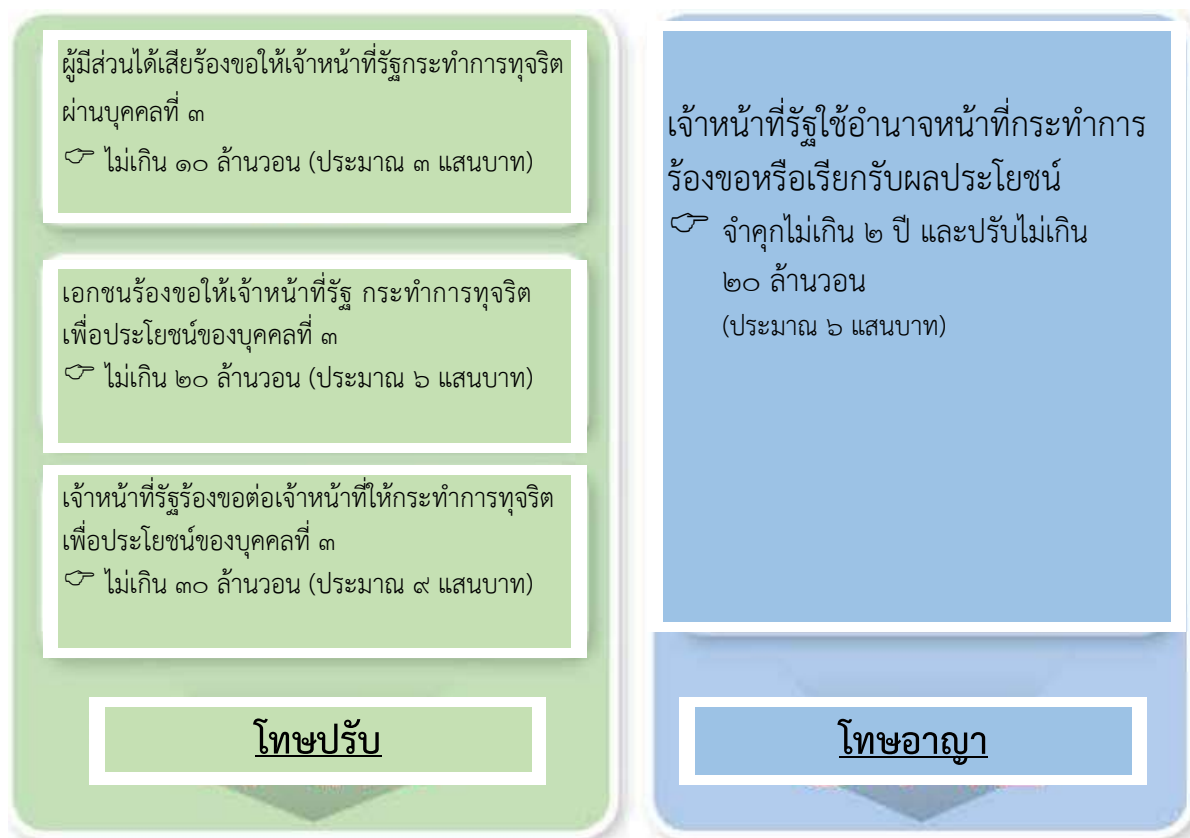 ผู้มีส่วนได้เสียร้องขอให้เจ้าหน้าที่รัฐกระทำการทุจริต
ผ่านบุคคลที่ ๓
☞ ไม่เกิน ๑๐ ล้านวอน (ประมาณ ๓ แสนบาท)
เอกชนร้องขอให้เจ้าหน้าที่รัฐ กระทำการทุจริต
เพื่อประโยชน์ของบุคคลที่ ๓
☞ ไม่เกิน ๒๐ ล้านวอน (ประมาณ ๖ แสนบาท)
เจ้าหน้าที่รัฐร้องขอต่อเจ้าหน้าที่ให้กระทำการทุจริต
เพื่อประโยชน์ของบุคคลที่ ๓
☞ ไม่เกิน ๓๐ ล้านวอน (ประมาณ ๙ แสนบาท)
โทษปรับ
เจ้าหน้าที่รัฐใช้อำนาจหน้าที่กระทำการ
ร้องขอหรือเรียกรับผลประโยชน์
☞ จำคุกไม่เกิน ๒ ปี และปรับไม่เกิน
๒๐ ล้านวอน
(ประมาณ ๖ แสนบาท)
โทษอาญา